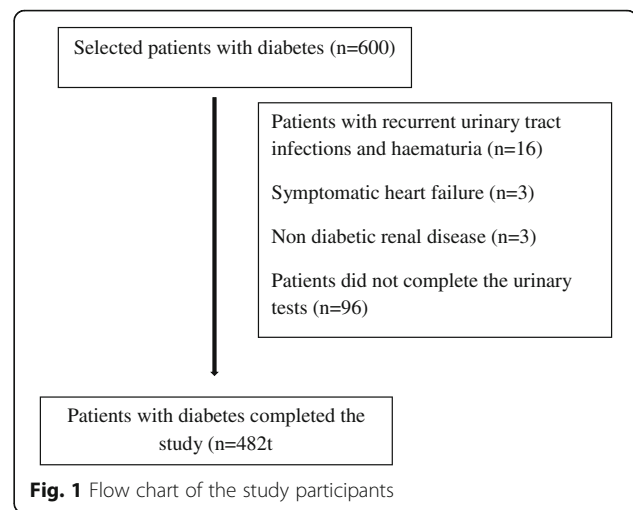 Selected patients with diabetes (n=600)
Patients with recurrent urinary tract
infections and haematuria (n=16)
Symptomatic heart failure (n=3)
Non diabetic renal disease (n=3)
Patients did not complete the urinary
tests (n=96)
Patients with diabetes completed the
study (n=482t
Fig. 1 Flow chart of the study participants